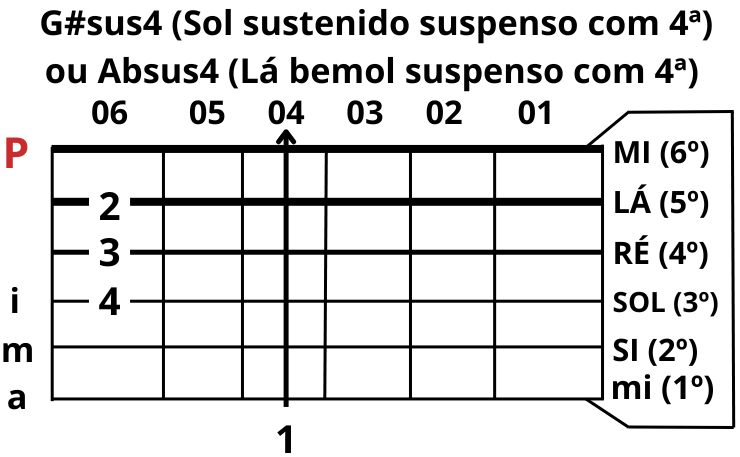 G#sus4 (Sol sustenido suspenso com 4ª)
ou Absus4 (Lá bemol suspenso com 4ª)
06 05 04 03 02 01
P MI (6º)
2 LÁ (5º)
3 RÉ (4º)
i 4 SOL (3º)
m SI (2º)
a mi (1º)
1